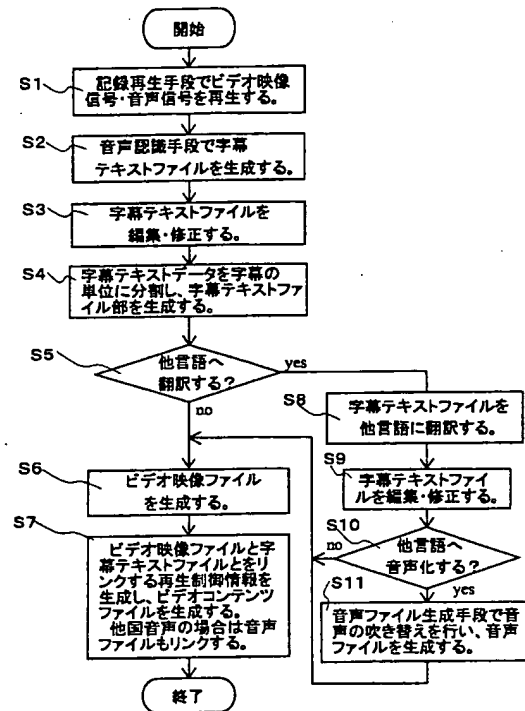 開始
S1
記録再生手段でビデオ映像
信号・音声信号を再生する。
S2
音声認識手段で字幕
テキストファイルを生成する。
S3
字幕テキストファイルを
編集・修正する。
S4
字幕テキストデータを字幕の
単位に分割し、字幕テキストファ
イル部を生成する。
S5
他言語へ
翻訳する?
yes
no
S8
字幕テキストファイルを
他言語に翻訳する。
S9
字幕テキストファイ
ルを編集・修正する。
S10
他言語へ
音声化する?
no
yes
S11
音声ファイル生成手段で音
声の吹き替えを行い、音声
ファイルを生成する。
S6
ビデオ映像ファイル
を生成する。
S7
ビデオ映像ファイルと字
幕テキストファイルとをリ
ンクする再生制御情報を
生成し、ビデオコンテンツ
ファイルを生成する。
他国音声の場合は音声
ファイルもリンクする。
終了